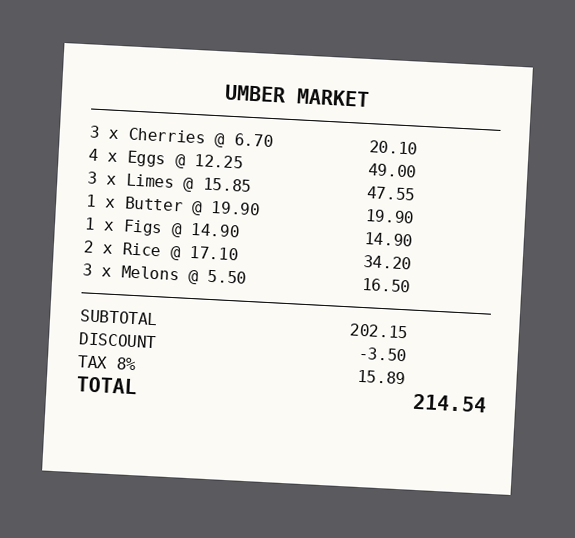 UMBER MARKET
3 x Cherries @ 6.70 20.10
4 x Eggs @ 12.25 49.00
3 x Limes @ 15.85 47.55
1 x Butter @ 19.90 19.90
1 x Figs @ 14.90 14.90
2 x Rice @ 17.10 34.20
3 x Melons @ 5.50 16.50
SUBTOTAL 202.15
DISCOUNT -3.50
TAX 8% 15.89
TOTAL 214.54